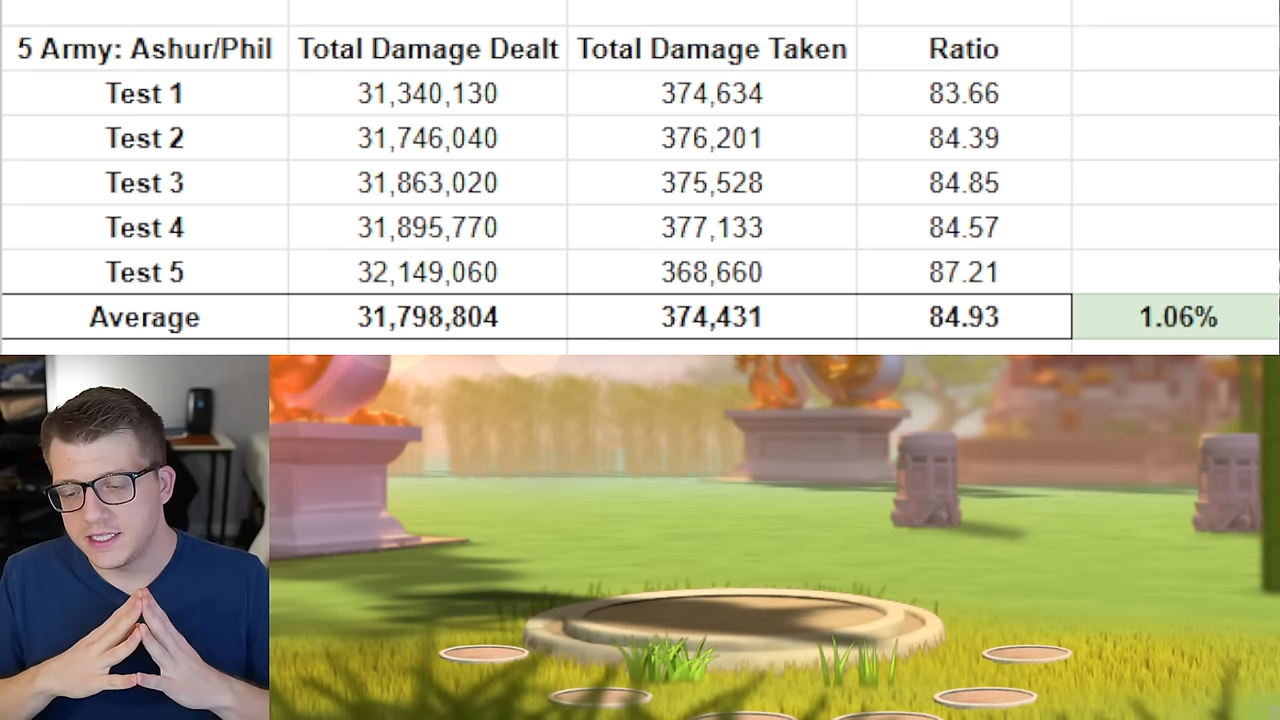 5 Army: Ashur/Phil Total Damage Dealt Total Damage Taken Ratio
Test 1 31,340,130 374,634 83.66
Test 2 31,746,040 376,201 84.39
Test 3 31,863,020 375,528 84.85
Test 4 31,895,770 377,133 84.57
Test 5 32,149,060 368,660 87.21
Average 31,798,804 374,431 84.93 1.06%